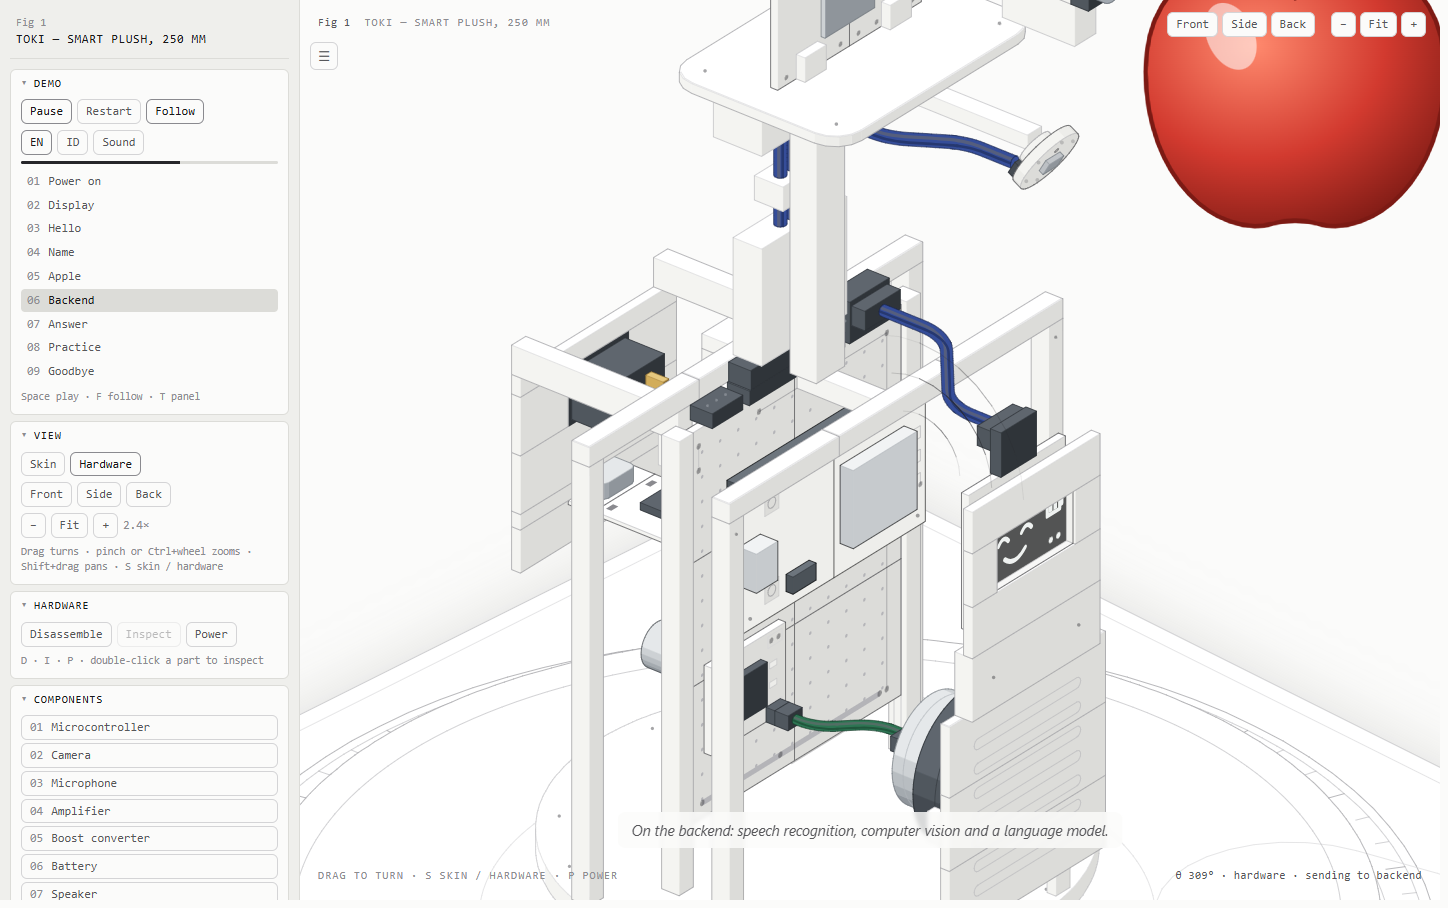 Fig 1
TOKI — SMART PLUSH, 250 MM
DEMO
Pause Restart Follow
EN ID Sound
01 Power on
02 Display
03 Hello
04 Name
05 Apple
06 Backend
07 Answer
08 Practice
09 Goodbye
Space play · F follow · T panel
VIEW
Skin Hardware
Front Side Back
− Fit + 2.4×
Drag turns · pinch or Ctrl+wheel zooms ·
Shift+drag pans · S skin / hardware
HARDWARE
Disassemble Inspect Power
D · I · P · double-click a part to inspect
COMPONENTS
01 Microcontroller
02 Camera
03 Microphone
04 Amplifier
05 Boost converter
06 Battery
07 Speaker
Fig 1 TOKI — SMART PLUSH, 250 MM
Front Side Back − Fit +
On the backend: speech recognition, computer vision and a language model.
DRAG TO TURN · S SKIN / HARDWARE · P POWER
θ 309° · hardware · sending to backend